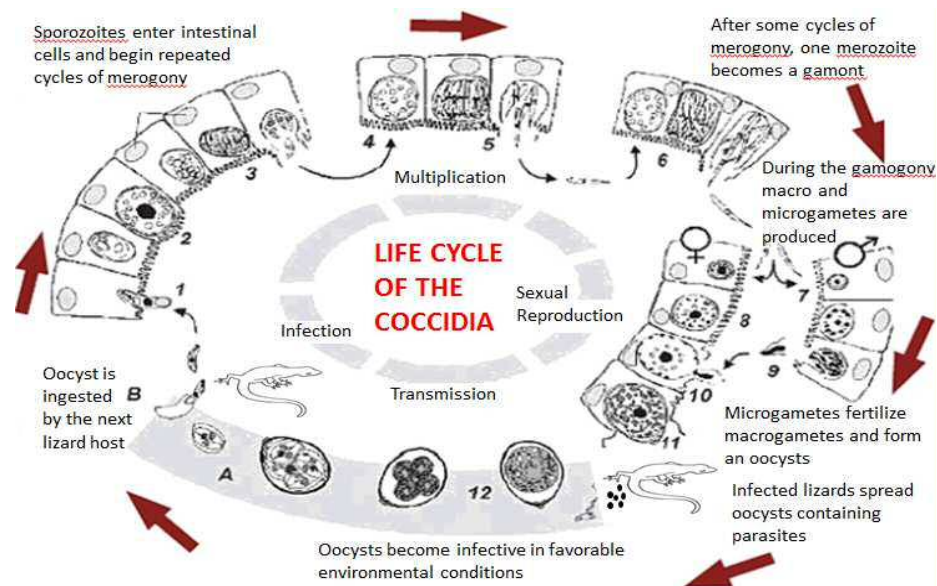 Sporozoites enter intestinal
cells and begin repeated
cycles of merogony
After some cycles of
merogony, one merozoite
becomes a gamont
3
4
5
6
Multiplication
During the gamogony
macro and
microgametes are
produced
2
1
LIFE CYCLE
OF THE
COCCIDIA
Sexual
Reproduction
Infection
7
8
9
Oocyst is
ingested
by the next
lizard host
B
Transmission
10
11
Microgametes fertilize
macrogametes and form
an oocysts
A
12
Infected lizards spread
oocysts containing
parasites
Oocysts become infective in favorable
environmental conditions